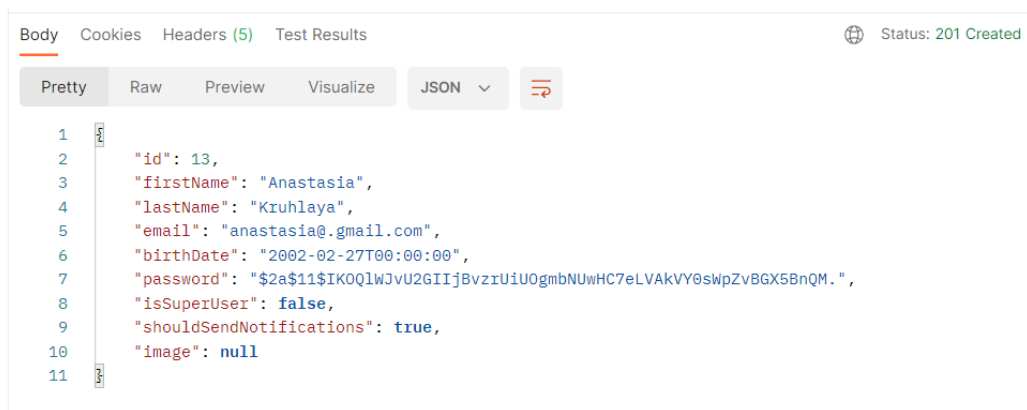 Body Cookies Headers (5) Test Results Status: 201 Created
Pretty Raw Preview Visualize JSON
1 {
2 "id": 13,
3 "firstName": "Anastasia",
4 "lastName": "Kruhlaya",
5 "email": "anastasia@.gmail.com",
6 "birthDate": "2002-02-27T00:00:00",
7 "password": "$2a$11$IKOQlWJvU2GIIjBvzrUiUOgmbNUwHC7eLVAkVY0sWpZvBGX5BnQM.",
8 "isSuperUser": false,
9 "shouldSendNotifications": true,
10 "image": null
11 }